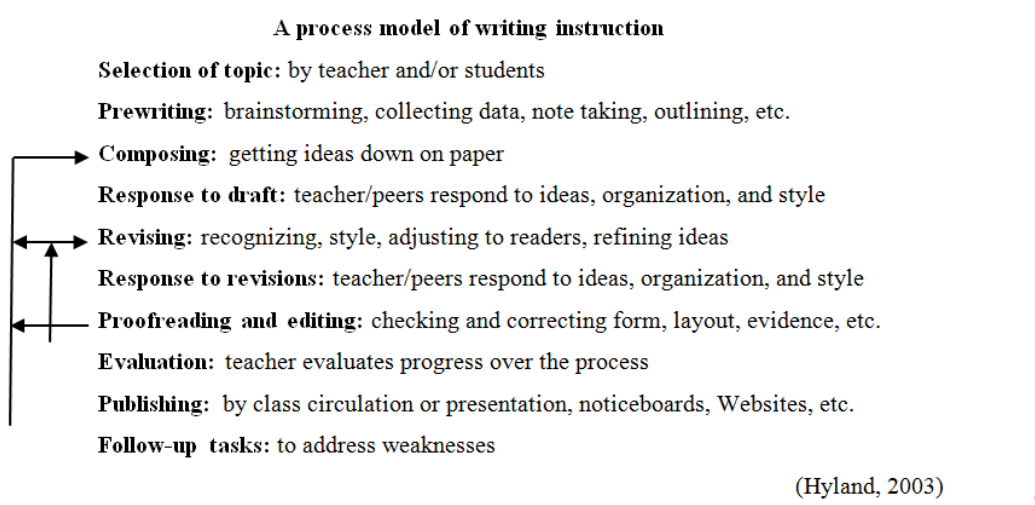 A process model of writing instruction
Selection of topic: by teacher and/or students
Prewriting: brainstorming, collecting data, note taking, outlining, etc.
Composing: getting ideas down on paper
Response to draft: teacher/peers respond to ideas, organization, and style
Revising: recognizing, style, adjusting to readers, refining ideas
Response to revisions: teacher/peers respond to ideas, organization, and style
Proofreading and editing: checking and correcting form, layout, evidence, etc.
Evaluation: teacher evaluates progress over the process
Publishing: by class circulation or presentation, noticeboards, Websites, etc.
Follow-up tasks: to address weaknesses
(Hyland, 2003)